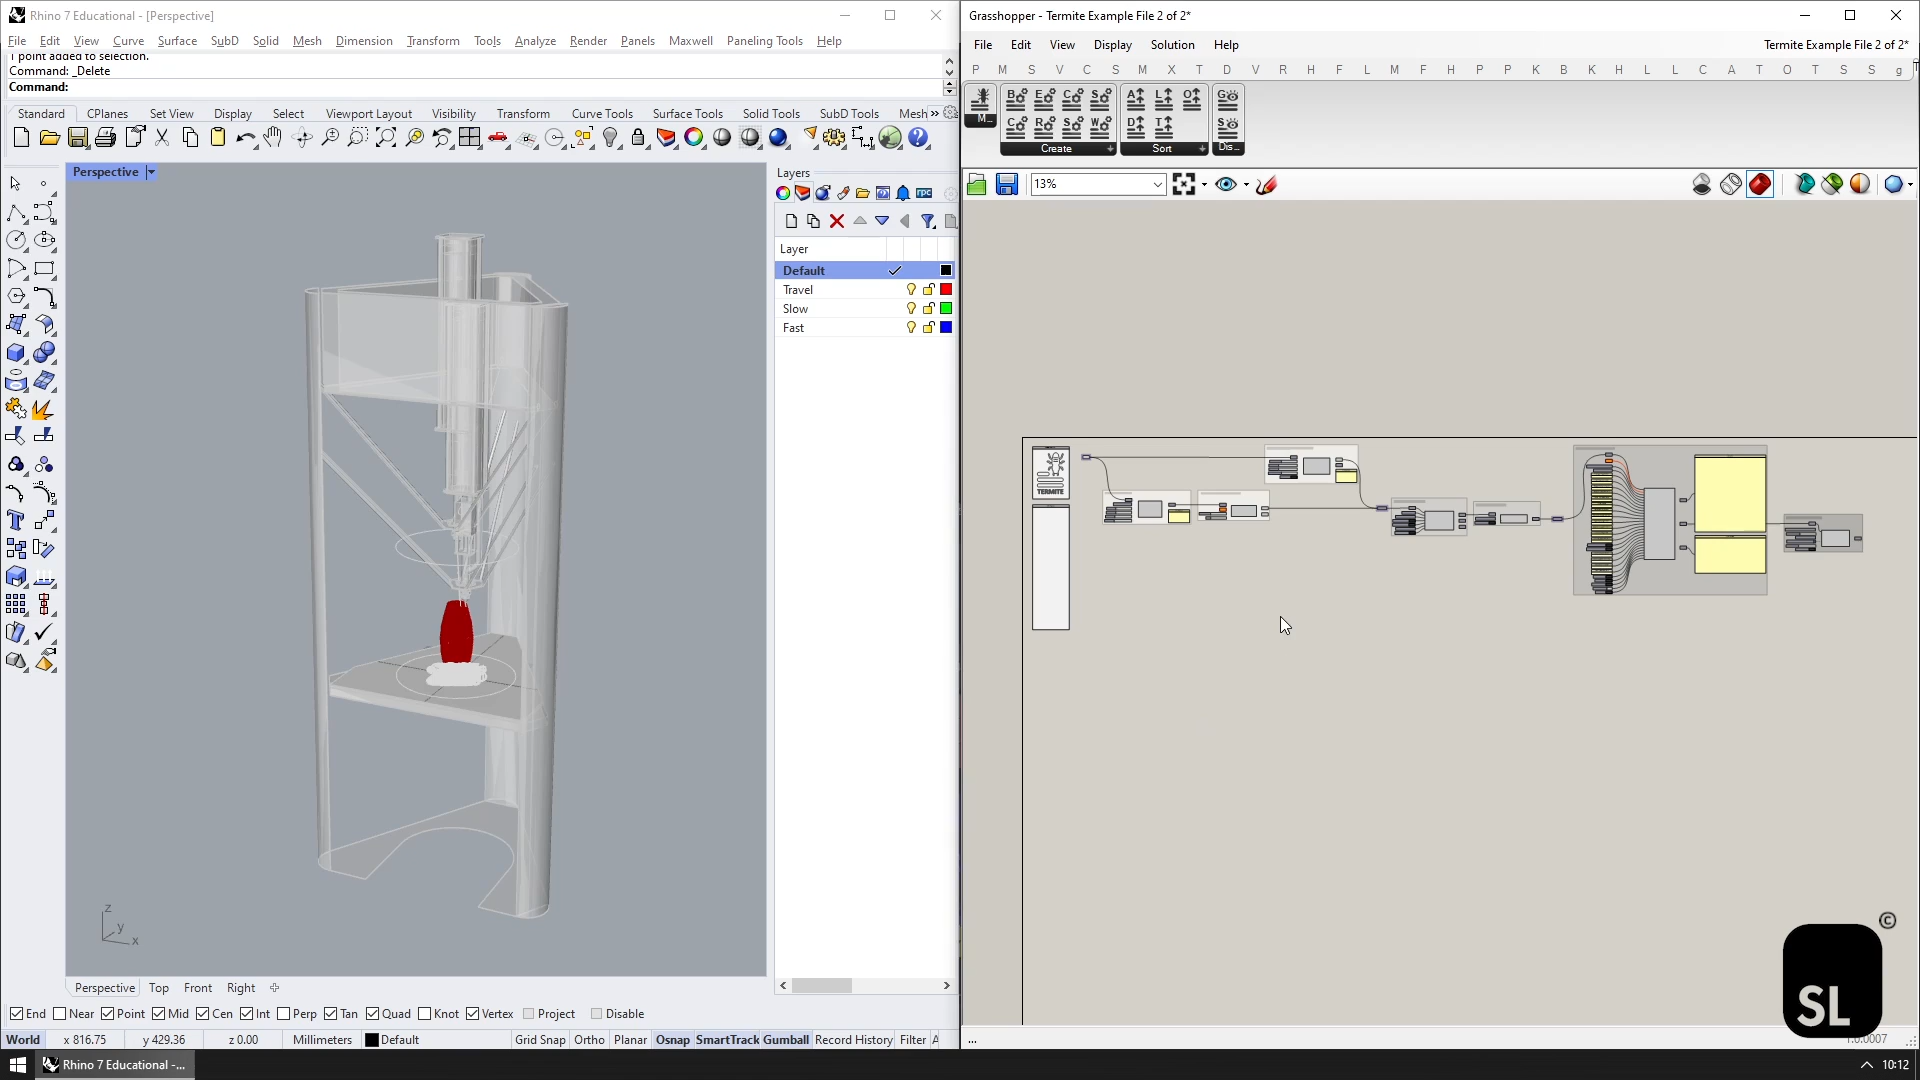 Rhino 7 Educational - [Perspective]
File Edit View Curve Surface SubD Solid Mesh Dimension Transform Tools Analyze Render Panels Maxwell Paneling Tools Help
1 point added to selection.
Command: _Delete
Command:
Standard CPlanes Set View Display Select Viewport Layout Visibility Transform Curve Tools Surface Tools Solid Tools SubD Tools Mesh »
Perspective
Layers
rpc
Layer
Default
Travel
Slow
Fast
z
y
x
Perspective Top Front Right
End Near Point Mid Cen Int Perp Tan Quad Knot Vertex Project Disable
World x 816.75 y 429.36 z 0.00 Millimeters Default Grid Snap Ortho Planar Osnap SmartTrack Gumball Record History Filter A
Rhino 7 Educational -...
Grasshopper - Termite Example File 2 of 2*
File Edit View Display Solution Help
Termite Example File 2 of 2*
P M S V C S M X T D V R H F L M F H P P K B K H L L C A T O T S S g T
M...
B E C S
C R S W
Create
A L O
D T
Sort
G
S
Dis...
13%
TERMITE
...
1.0.0007
©
SL
10:12